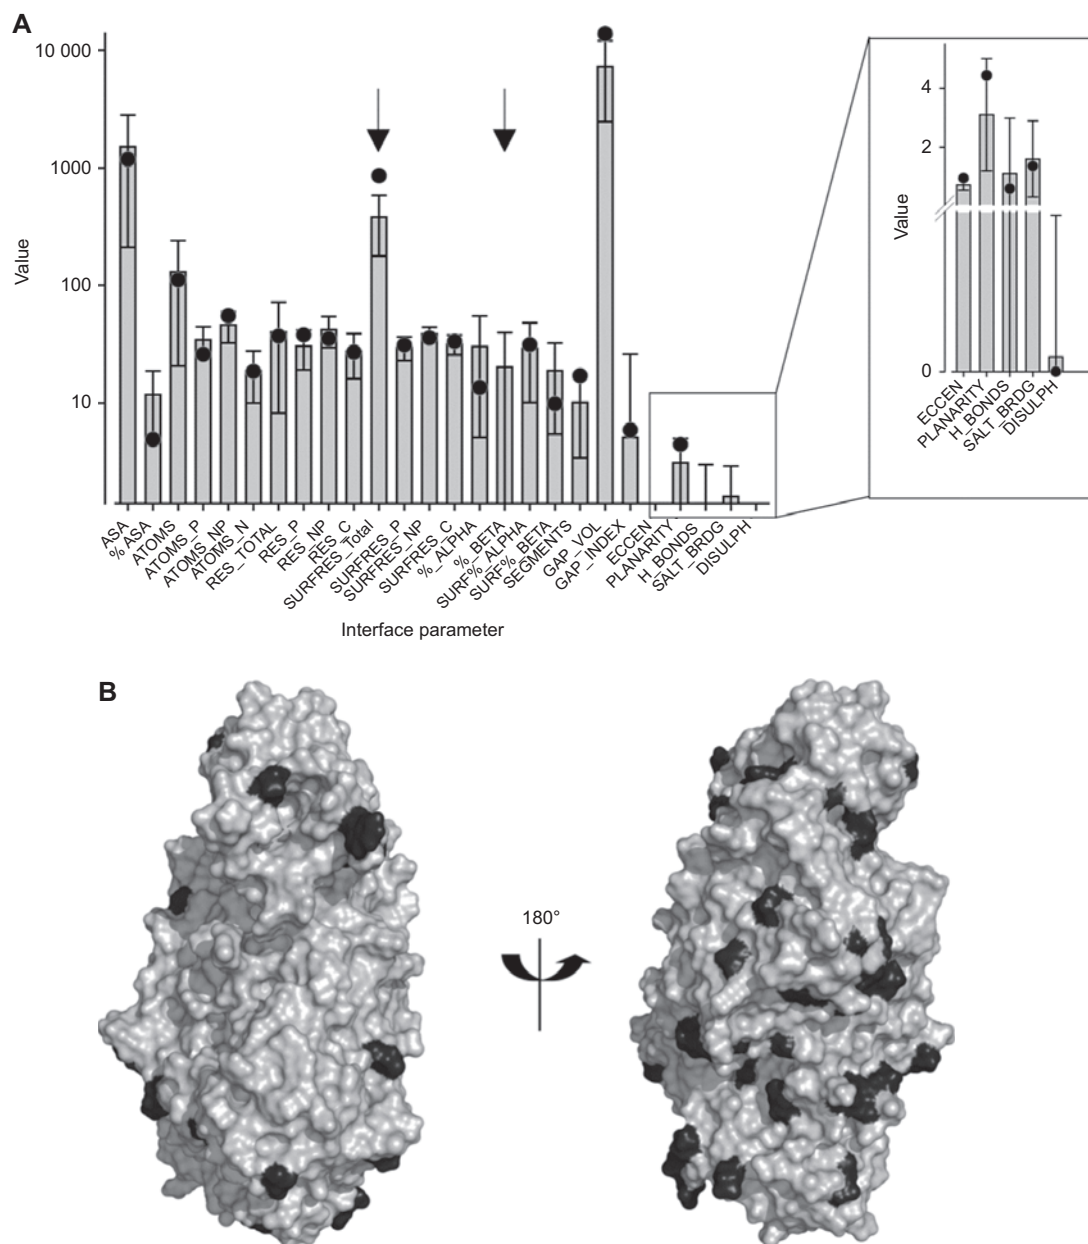 A
10 000
1000
100
10
Value
ASA
% ASA
ATOMS
ATOMS_P
ATOMS_NP
ATOMS_N
RES_TOTAL
RES_P
RES_NP
RES_C
SURFRES_Total
SURFRES_P
SURFRES_NP
SURFRES_C
%_ALPHA
%_BETA
SURF%_ALPHA
SURF%_BETA
SEGMENTS
GAP_VOL
GAP_INDEX
ECCEN
PLANARITY
H_BONDS
SALT_BRDG
DISULPH
Interface parameter
4
2
0
Value
ECCEN
PLANARITY
H_BONDS
SALT_BRDG
DISULPH
B
180°